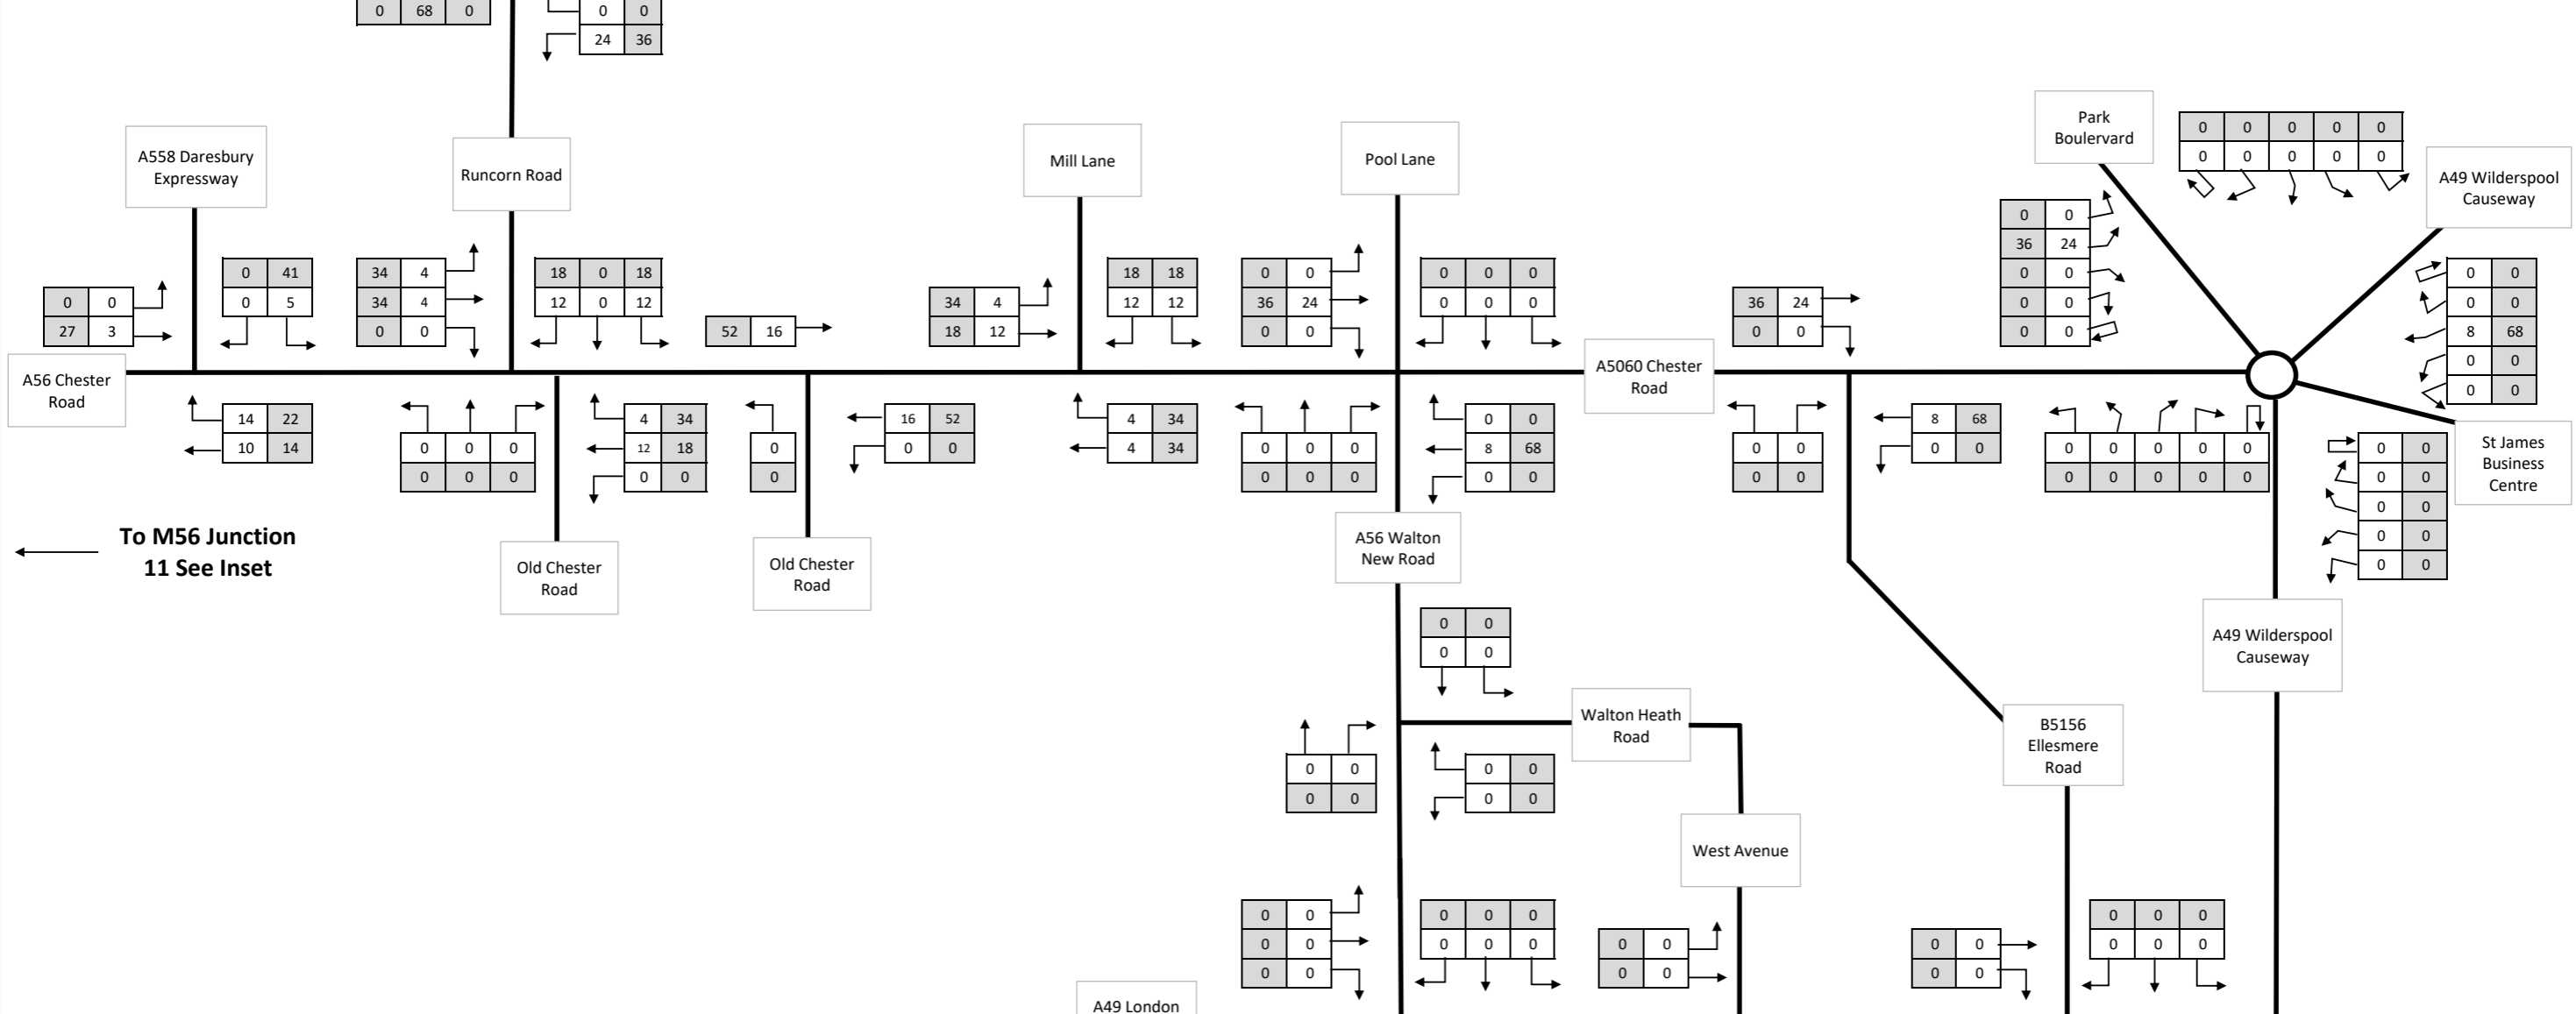 0 68 0
0 0
24 36
A558 Daresbury
Expressway
Runcorn Road
Mill Lane
Pool Lane
Park
Boulervard
0 0 0 0 0
0 0 0 0 0
A49 Wilderspool
Causeway
0 0
27 3
0 41
0 5
34 4
34 4
0 0
18 0 18
12 0 12
52 16
34 4
18 12
18 18
12 12
0 0
36 24
0 0
0 0 0
0 0 0
36 24
0 0
0 0
36 24
0 0
0 0
0 0
0 0
0 0
8 68
0 0
0 0
A56 Chester
Road
A5060 Chester
Road
14 22
10 14
0 0 0
0 0 0
4 34
12 18
0 0
0
0
16 52
0 0
4 34
4 34
0 0 0
0 0 0
0 0
8 68
0 0
0 0
0 0
8 68
0 0
0 0 0 0 0
0 0 0 0 0
0 0
0 0
0 0
0 0
0 0
St James
Business
Centre
To M56 Junction
11 See Inset
Old Chester
Road
Old Chester
Road
A56 Walton
New Road
A49 Wilderspool
Causeway
0 0
0 0
Walton Heath
Road
B5156
Ellesmere
Road
0 0
0 0
0 0
0 0
West Avenue
0 0
0 0
0 0
0 0 0
0 0 0
0 0
0 0
0 0
0 0
0 0 0
0 0 0
A49 London